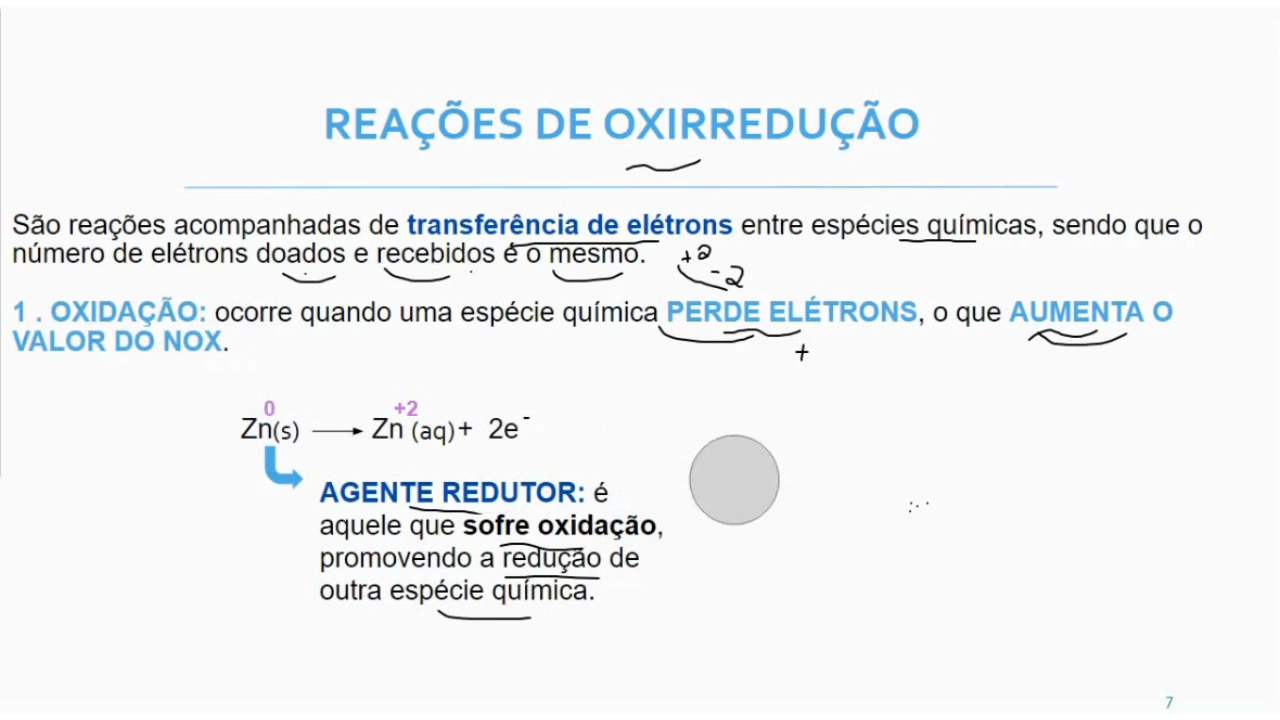 REAÇÕES DE OXIRREDUÇÃO
São reações acompanhadas de transferência de elétrons entre espécies químicas, sendo que o
número de elétrons doados e recebidos é o mesmo.
+2
-2
1 . OXIDAÇÃO: ocorre quando uma espécie química PERDE ELÉTRONS, o que AUMENTA O
VALOR DO NOX.
+
0 +2
Zn(s) → Zn (aq) + 2e-
AGENTE REDUTOR: é
aquele que sofre oxidação,
promovendo a redução de
outra espécie química.
7